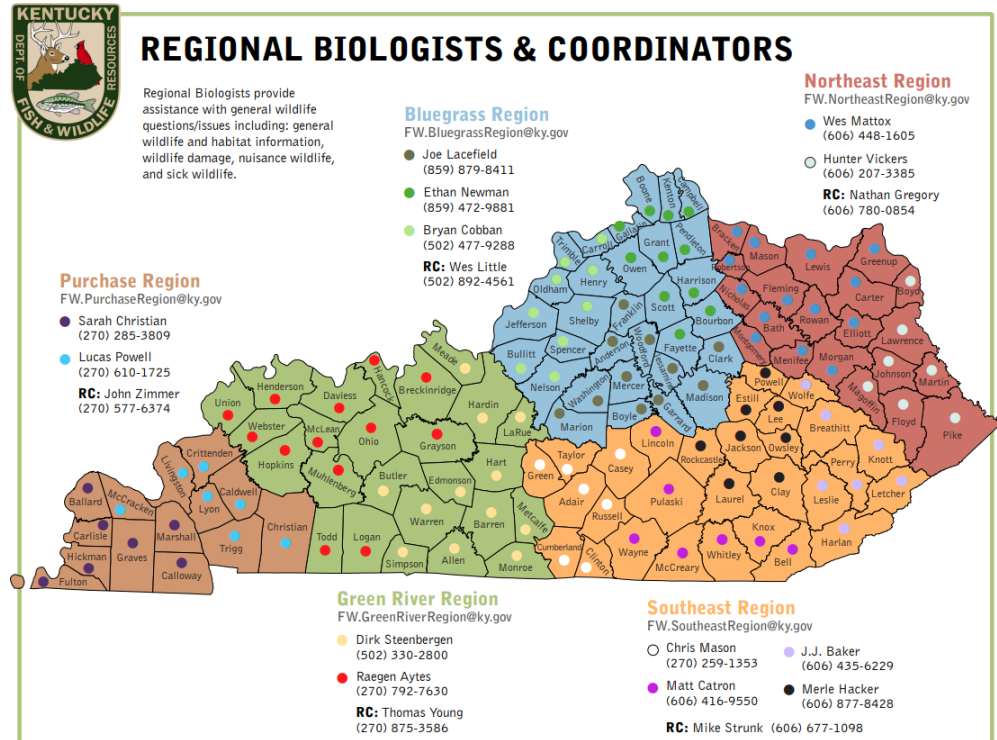 KENTUCKY
DEPT. OF
FISH & WILDLIFE
RESOURCES
REGIONAL BIOLOGISTS & COORDINATORS
Regional Biologists provide
assistance with general wildlife
questions/issues including: general
wildlife and habitat information,
wildlife damage, nuisance wildlife,
and sick wildlife.
Bluegrass Region
FW.BluegrassRegion@ky.gov
Joe Lacefield
(859) 879-8411
Ethan Newman
(859) 472-9881
Bryan Cobban
(502) 477-9288
RC: Wes Little
(502) 892-4561
Northeast Region
FW.NortheastRegion@ky.gov
Wes Mattox
(606) 448-1605
Hunter Vickers
(606) 207-3385
RC: Nathan Gregory
(606) 780-0854
Purchase Region
FW.PurchaseRegion@ky.gov
Sarah Christian
(270) 285-3809
Lucas Powell
(270) 610-1725
RC: John Zimmer
(270) 577-6374
Boone
Kenton
Campbell
Gallatin
Carroll
Trimble
Grant
Pendleton
Owen
Henry
Oldham
Harrison
Scott
Franklin
Shelby
Jefferson
Bourbon
Fayette
Clark
Woodford
Anderson
Spencer
Bullitt
Nelson
Washington
Mercer
Jessamine
Madison
Garrard
Boyle
Marion
Bracken
Mason
Robertson
Lewis
Greenup
Fleming
Nicholas
Carter
Boyd
Rowan
Bath
Elliott
Lawrence
Montgomery
Menifee
Morgan
Johnson
Martin
Magoffin
Floyd
Pike
Meade
Hancock
Breckinridge
Henderson
Daviess
Union
Webster
McLean
Ohio
Hardin
LaRue
Grayson
Hopkins
Muhlenberg
Butler
Edmonson
Hart
Warren
Barren
Metcalfe
Todd
Logan
Simpson
Allen
Monroe
Crittenden
Livingston
Caldwell
Lyon
McCracken
Ballard
Carlisle
Marshall
Christian
Trigg
Graves
Hickman
Calloway
Fulton
Powell
Wolfe
Estill
Lee
Breathitt
Lincoln
Rockcastle
Jackson
Owsley
Perry
Knott
Taylor
Green
Casey
Adair
Russell
Pulaski
Laurel
Clay
Leslie
Letcher
Knox
Harlan
Cumberland
Clinton
Wayne
McCreary
Whitley
Bell
Green River Region
FW.GreenRiverRegion@ky.gov
Dirk Steenbergen
(502) 330-2800
Raegen Aytes
(270) 792-7630
RC: Thomas Young
(270) 875-3586
Southeast Region
FW.SoutheastRegion@ky.gov
Chris Mason
(270) 259-1353
J.J. Baker
(606) 435-6229
Matt Catron
(606) 416-9550
Merle Hacker
(606) 877-8428
RC: Mike Strunk (606) 677-1098